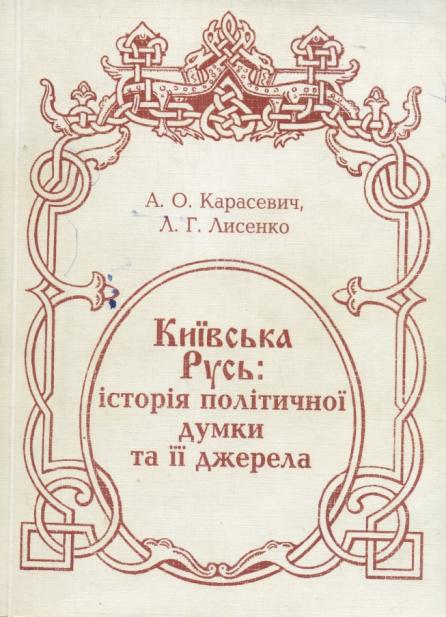 А. О. Карасевич,
Л. Г. Лисенко
Київська
Русь:
історія політичної
думки
та її джерела